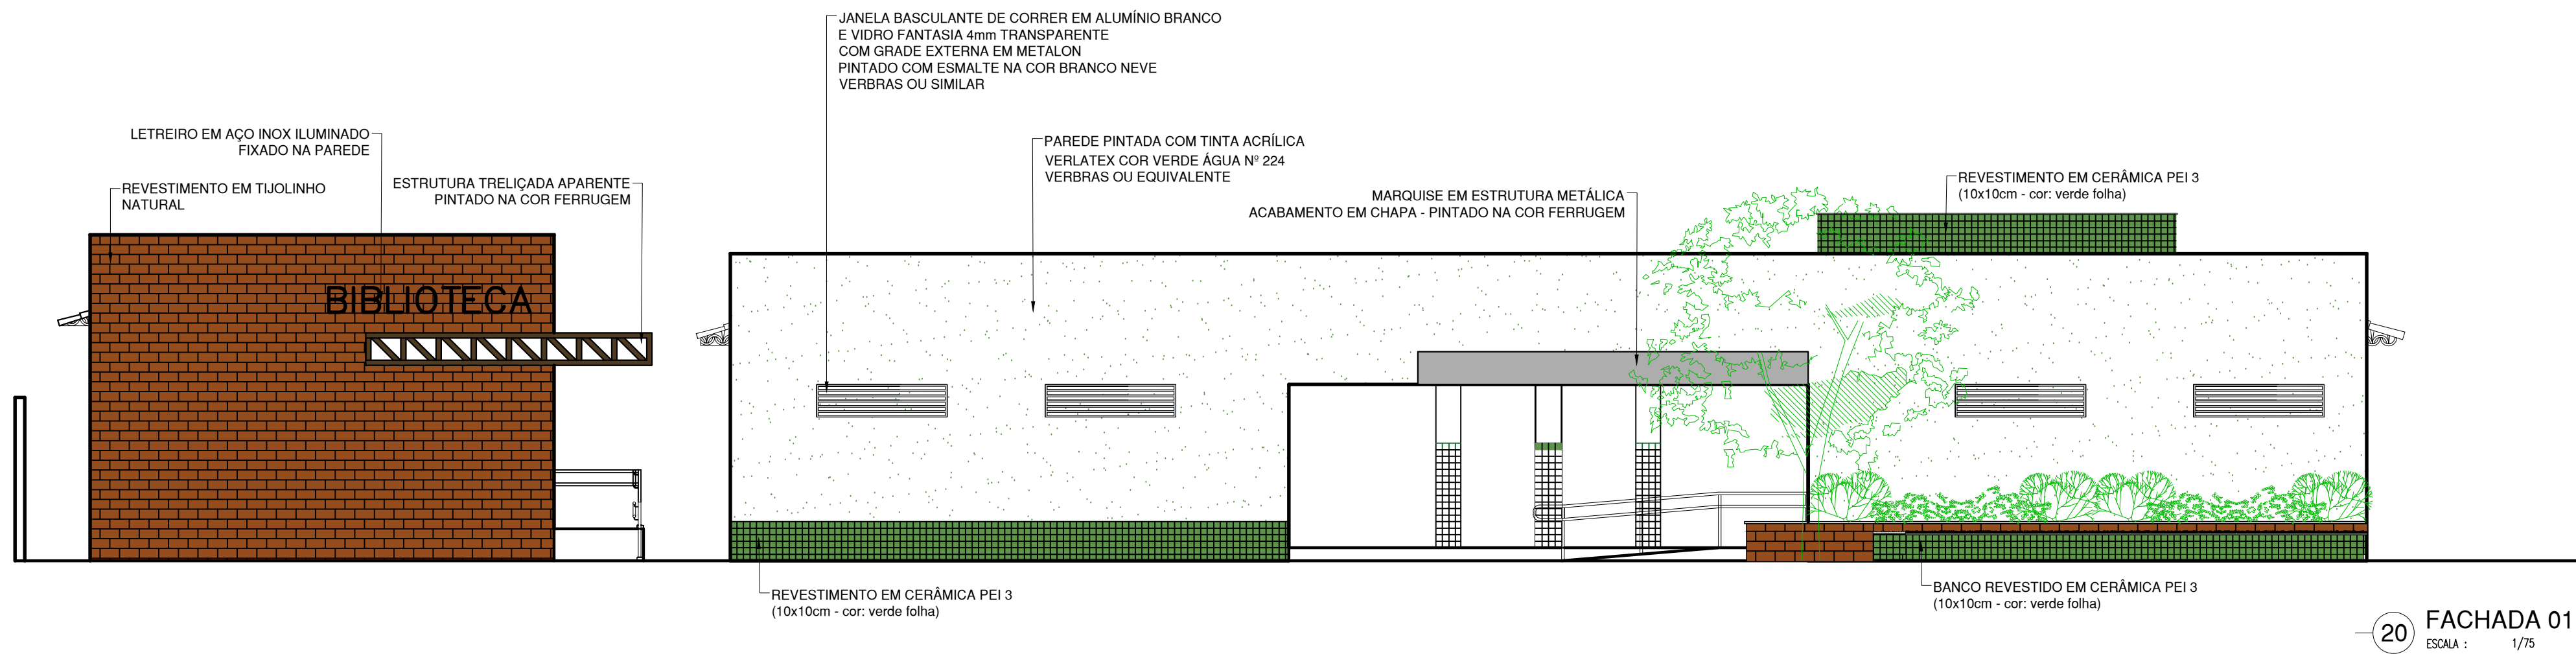 JANELA BASCULANTE DE CORRER EM ALUMÍNIO BRANCO
E VIDRO FANTASIA 4mm TRANSPARENTE
COM GRADE EXTERNA EM METALON
PINTADO COM ESMALTE NA COR BRANCO NEVE
VERBRAS OU SIMILAR
LETREIRO EM AÇO INOX ILUMINADO
FIXADO NA PAREDE
REVESTIMENTO EM TIJOLINHO
NATURAL
ESTRUTURA TRELIÇADA APARENTE
PINTADO NA COR FERRUGEM
PAREDE PINTADA COM TINTA ACRÍLICA
VERLATEX COR VERDE ÁGUA Nº 224
VERBRAS OU EQUIVALENTE
MARQUISE EM ESTRUTURA METÁLICA
ACABAMENTO EM CHAPA - PINTADO NA COR FERRUGEM
REVESTIMENTO EM CERÂMICA PEI 3
(10x10cm - cor: verde folha)
BIBLIOTECA
REVESTIMENTO EM CERÂMICA PEI 3
(10x10cm - cor: verde folha)
BANCO REVESTIDO EM CERÂMICA PEI 3
(10x10cm - cor: verde folha)
20 FACHADA 01
ESCALA : 1/75